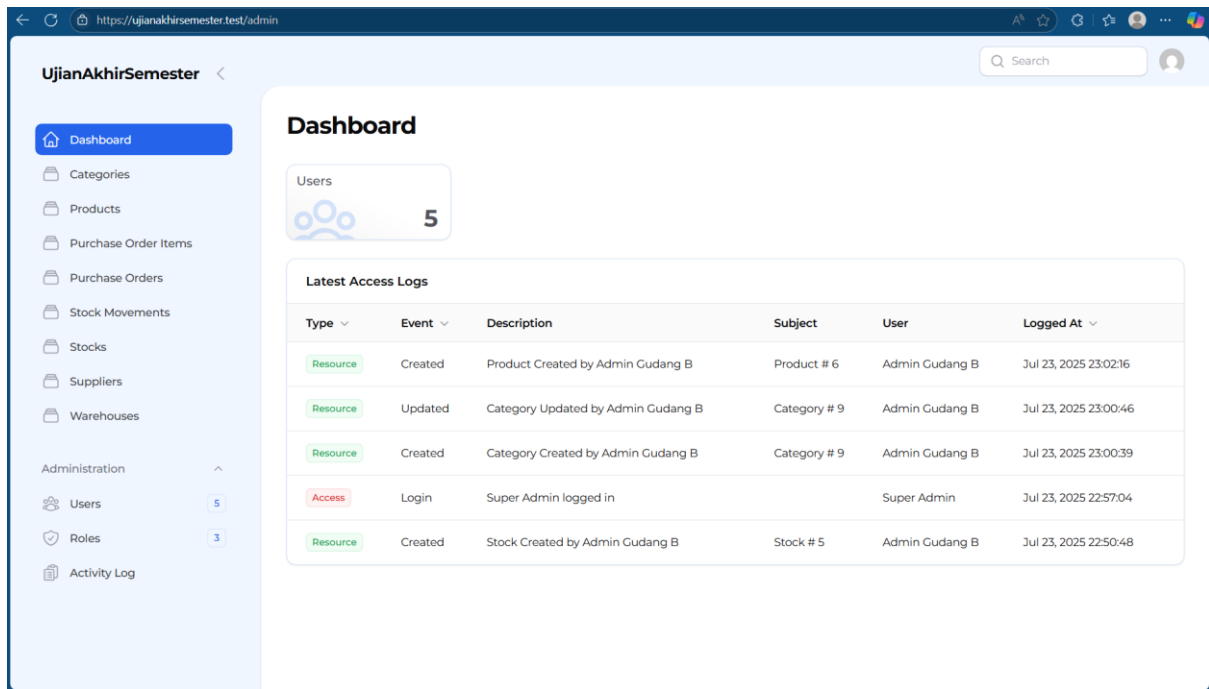 https://ujianakhirsemester.test/admin
UjianAkhirSemester
Search
Dashboard
Categories
Products
Purchase Order Items
Purchase Orders
Stock Movements
Stocks
Suppliers
Warehouses
Administration
Users 5
Roles 3
Activity Log
Dashboard
Users
5
Latest Access Logs
Type Event Description Subject User Logged At
Resource Created Product Created by Admin Gudang B Product # 6 Admin Gudang B Jul 23, 2025 23:02:16
Resource Updated Category Updated by Admin Gudang B Category # 9 Admin Gudang B Jul 23, 2025 23:00:46
Resource Created Category Created by Admin Gudang B Category # 9 Admin Gudang B Jul 23, 2025 23:00:39
Access Login Super Admin logged in Super Admin Jul 23, 2025 22:57:04
Resource Created Stock Created by Admin Gudang B Stock # 5 Admin Gudang B Jul 23, 2025 22:50:48